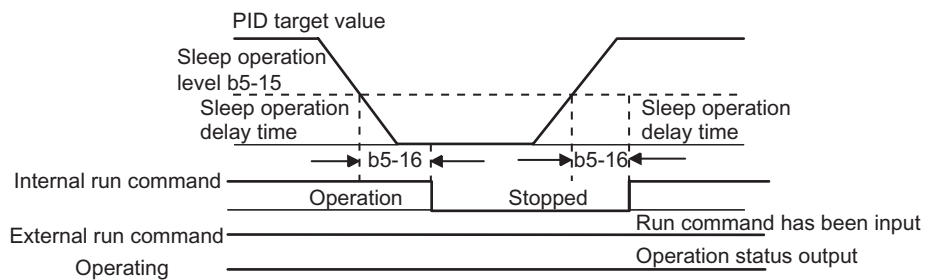 PID target value
Sleep operation
level b5-15
Sleep operation
delay time
Sleep operation
delay time
b5-16
b5-16
Internal run command
Operation
Stopped
Run command has been input
External run command
Operation status output
Operating